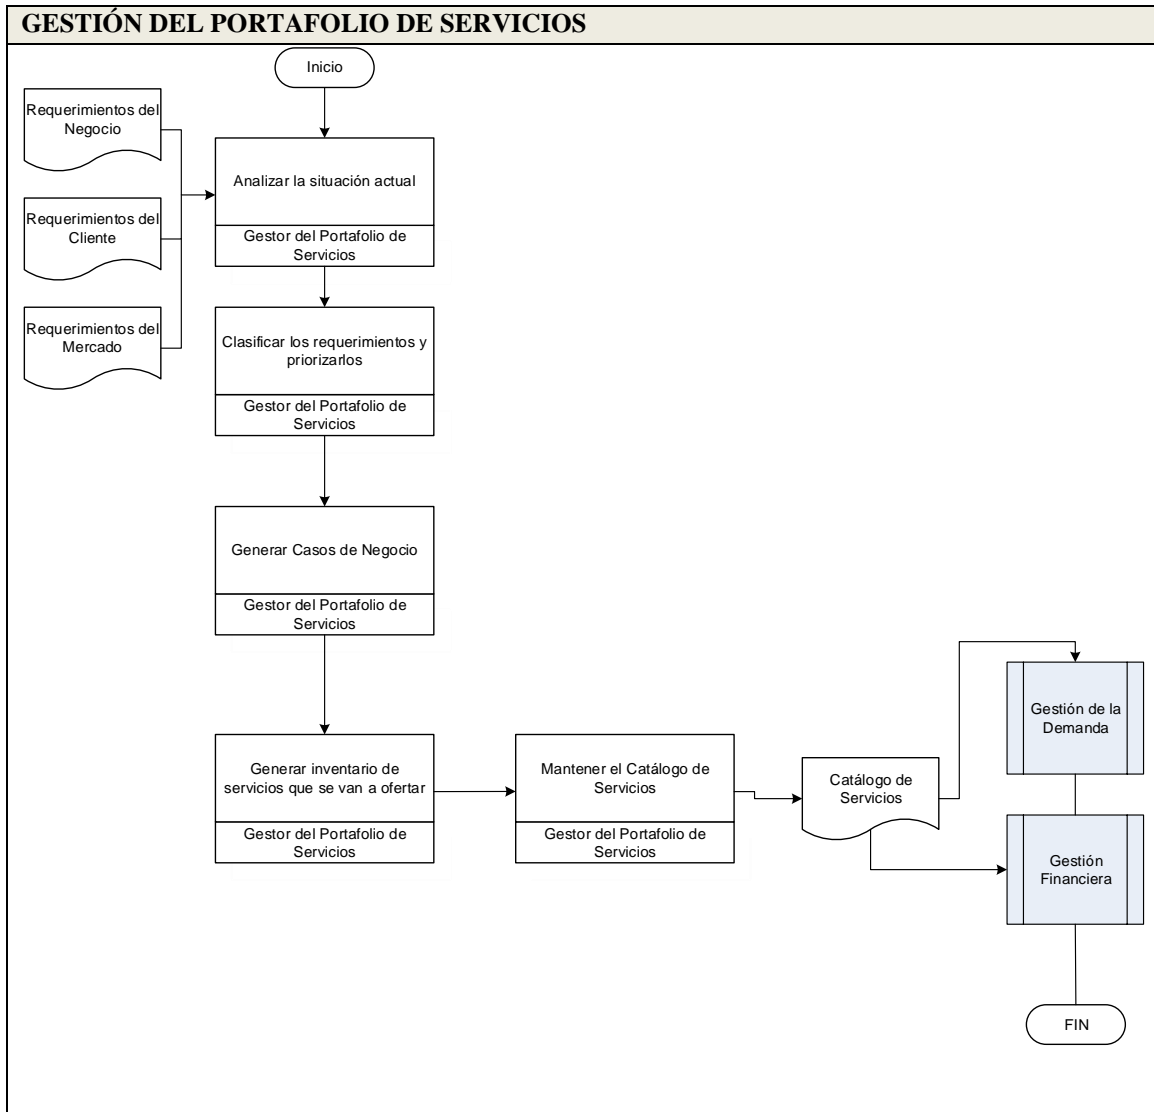 GESTIÓN DEL PORTAFOLIO DE SERVICIOS
Inicio
Requerimientos del
Negocio
Requerimientos del
Cliente
Requerimientos del
Mercado
Analizar la situación actual
Gestor del Portafolio de
Servicios
Clasificar los requerimientos y
priorizarlos
Gestor del Portafolio de
Servicios
Generar Casos de Negocio
Gestor del Portafolio de
Servicios
Generar inventario de
servicios que se van a ofertar
Gestor del Portafolio de
Servicios
Mantener el Catálogo de
Servicios
Gestor del Portafolio de
Servicios
Catálogo de
Servicios
Gestión de la
Demanda
Gestión
Financiera
FIN